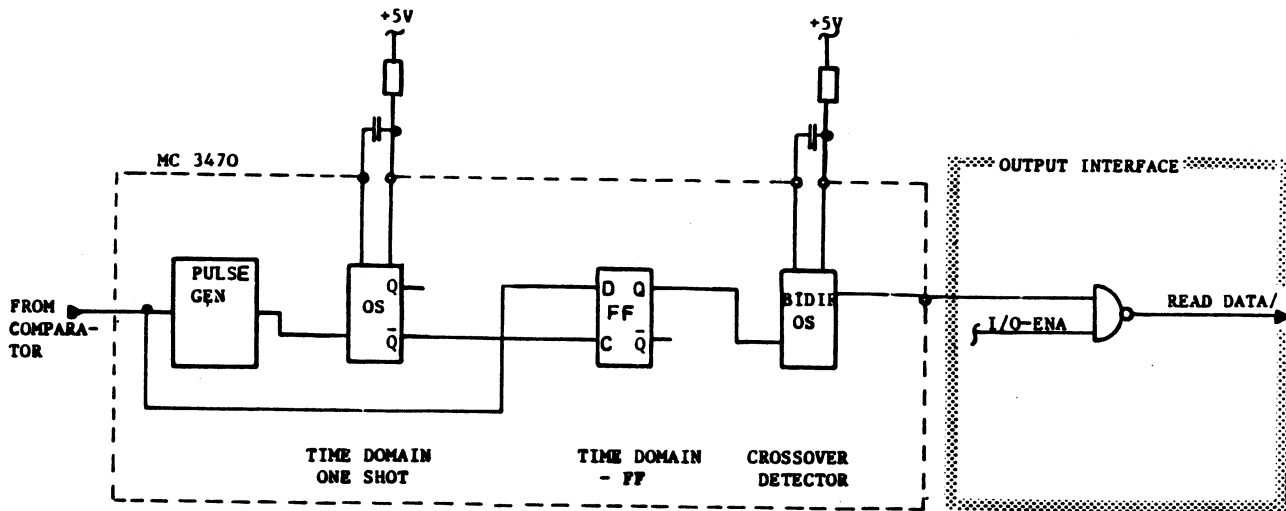 +5V
+5V
MC 3470
OUTPUT INTERFACE
PULSE
GEN
OS
Q
Q̅
D Q
FF
C Q̅
BIDIF
OS
FROM
COMPARA-
TOR
I/O-ENA
READ DATA/
TIME DOMAIN
ONE SHOT
TIME DOMAIN
- FF
CROSSOVER
DETECTOR